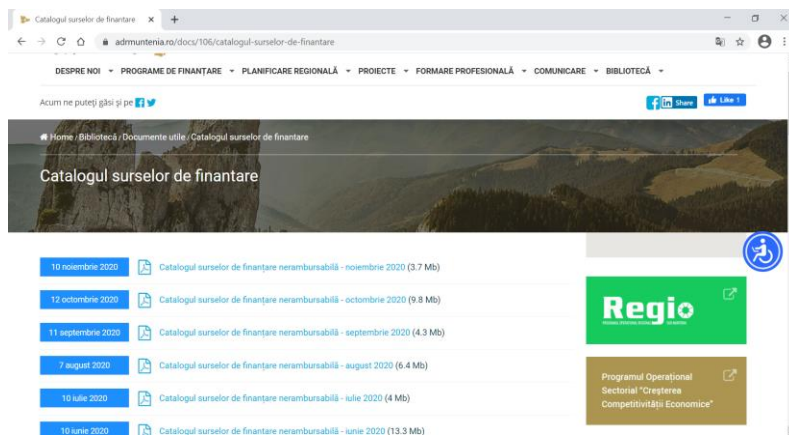 Catalogul surselor de finantare
adrmuntenia.ro/docs/106/catalogul-surselor-de-finantare
DESPRE NOI PROGRAME DE FINANȚARE PLANIFICARE REGIONALĂ PROIECTE FORMARE PROFESIONALĂ COMUNICARE BIBLIOTECĂ
Acum ne puteți găsi și pe
Share Like 1
Home / Bibliotecă / Documente utile / Catalogul surselor de finantare
Catalogul surselor de finantare
10 noiembrie 2020 Catalogul surselor de finanțare nerambursabilă - noiembrie 2020 (3.7 Mb)
12 octombrie 2020 Catalogul surselor de finanțare nerambursabilă - octombrie 2020 (9.8 Mb)
11 septembrie 2020 Catalogul surselor de finanțare nerambursabilă - septembrie 2020 (4.3 Mb)
7 august 2020 Catalogul surselor de finanțare nerambursabilă - august 2020 (6.4 Mb)
10 iulie 2020 Catalogul surselor de finanțare nerambursabilă - iulie 2020 (4 Mb)
10 iunie 2020 Catalogul surselor de finanțare nerambursabilă - iunie 2020 (13.3 Mb)
Regio
Programul Operațional
Sectorial "Creșterea
Competitivității Economice"